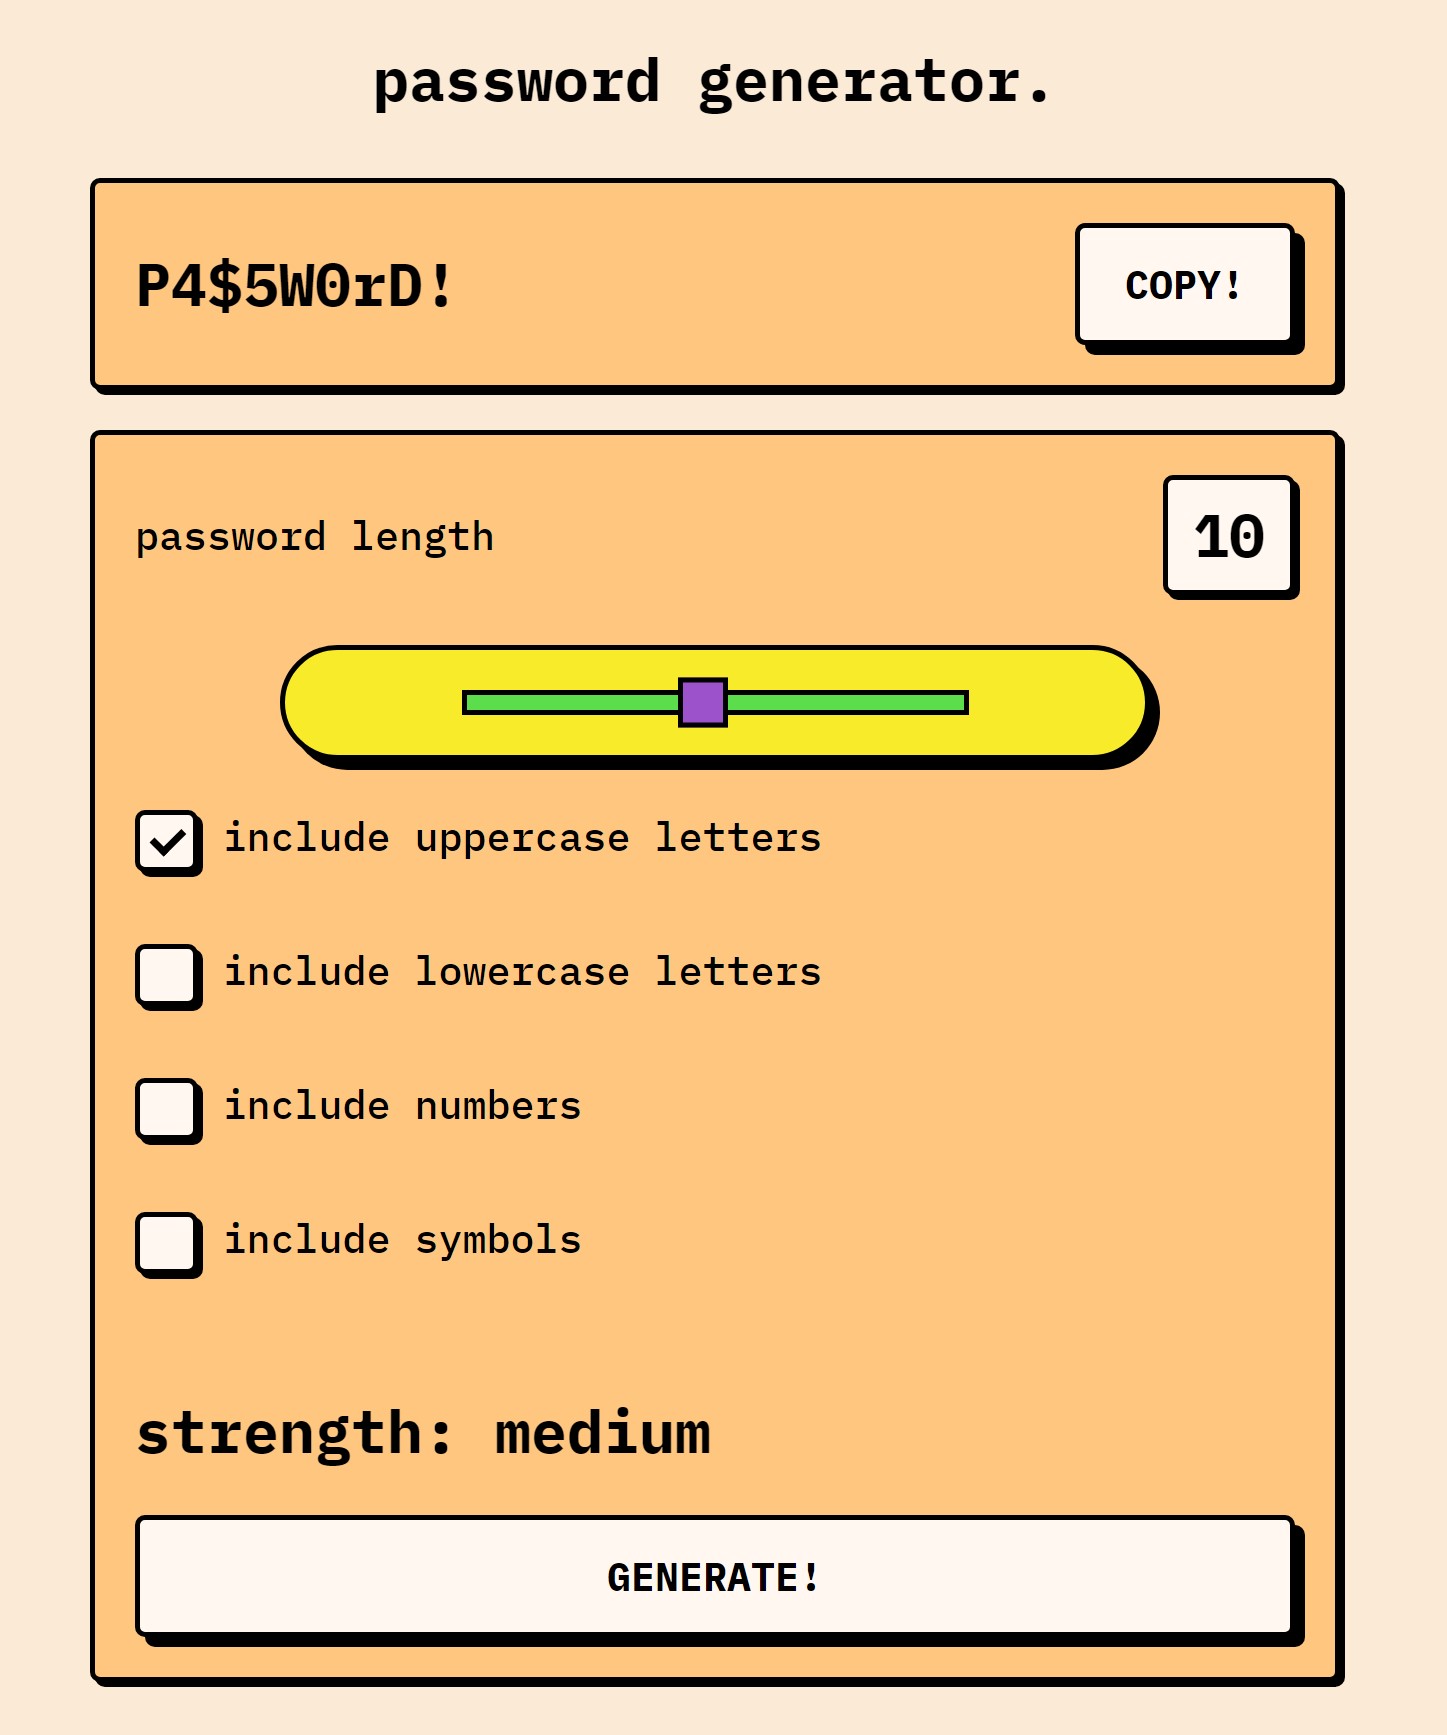 password generator.
P4$5W0rD!
COPY!
password length
10
include uppercase letters
include lowercase letters
include numbers
include symbols
strength: medium
GENERATE!